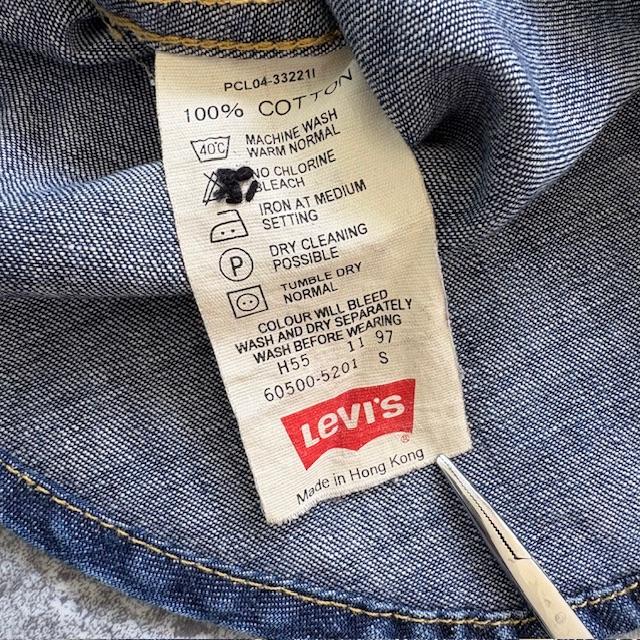 PCL04-33221I
100% COTTON
40°C
MACHINE WASH
WARM NORMAL
NO CHLORINE
BLEACH
IRON AT MEDIUM
SETTING
P
DRY CLEANING
POSSIBLE
TUMBLE DRY
NORMAL
COLOUR WILL BLEED
WASH AND DRY SEPARATELY
WASH BEFORE WEARING
H55 11 97
60500-5201 S
LEVI'S
®
Made in Hong Kong